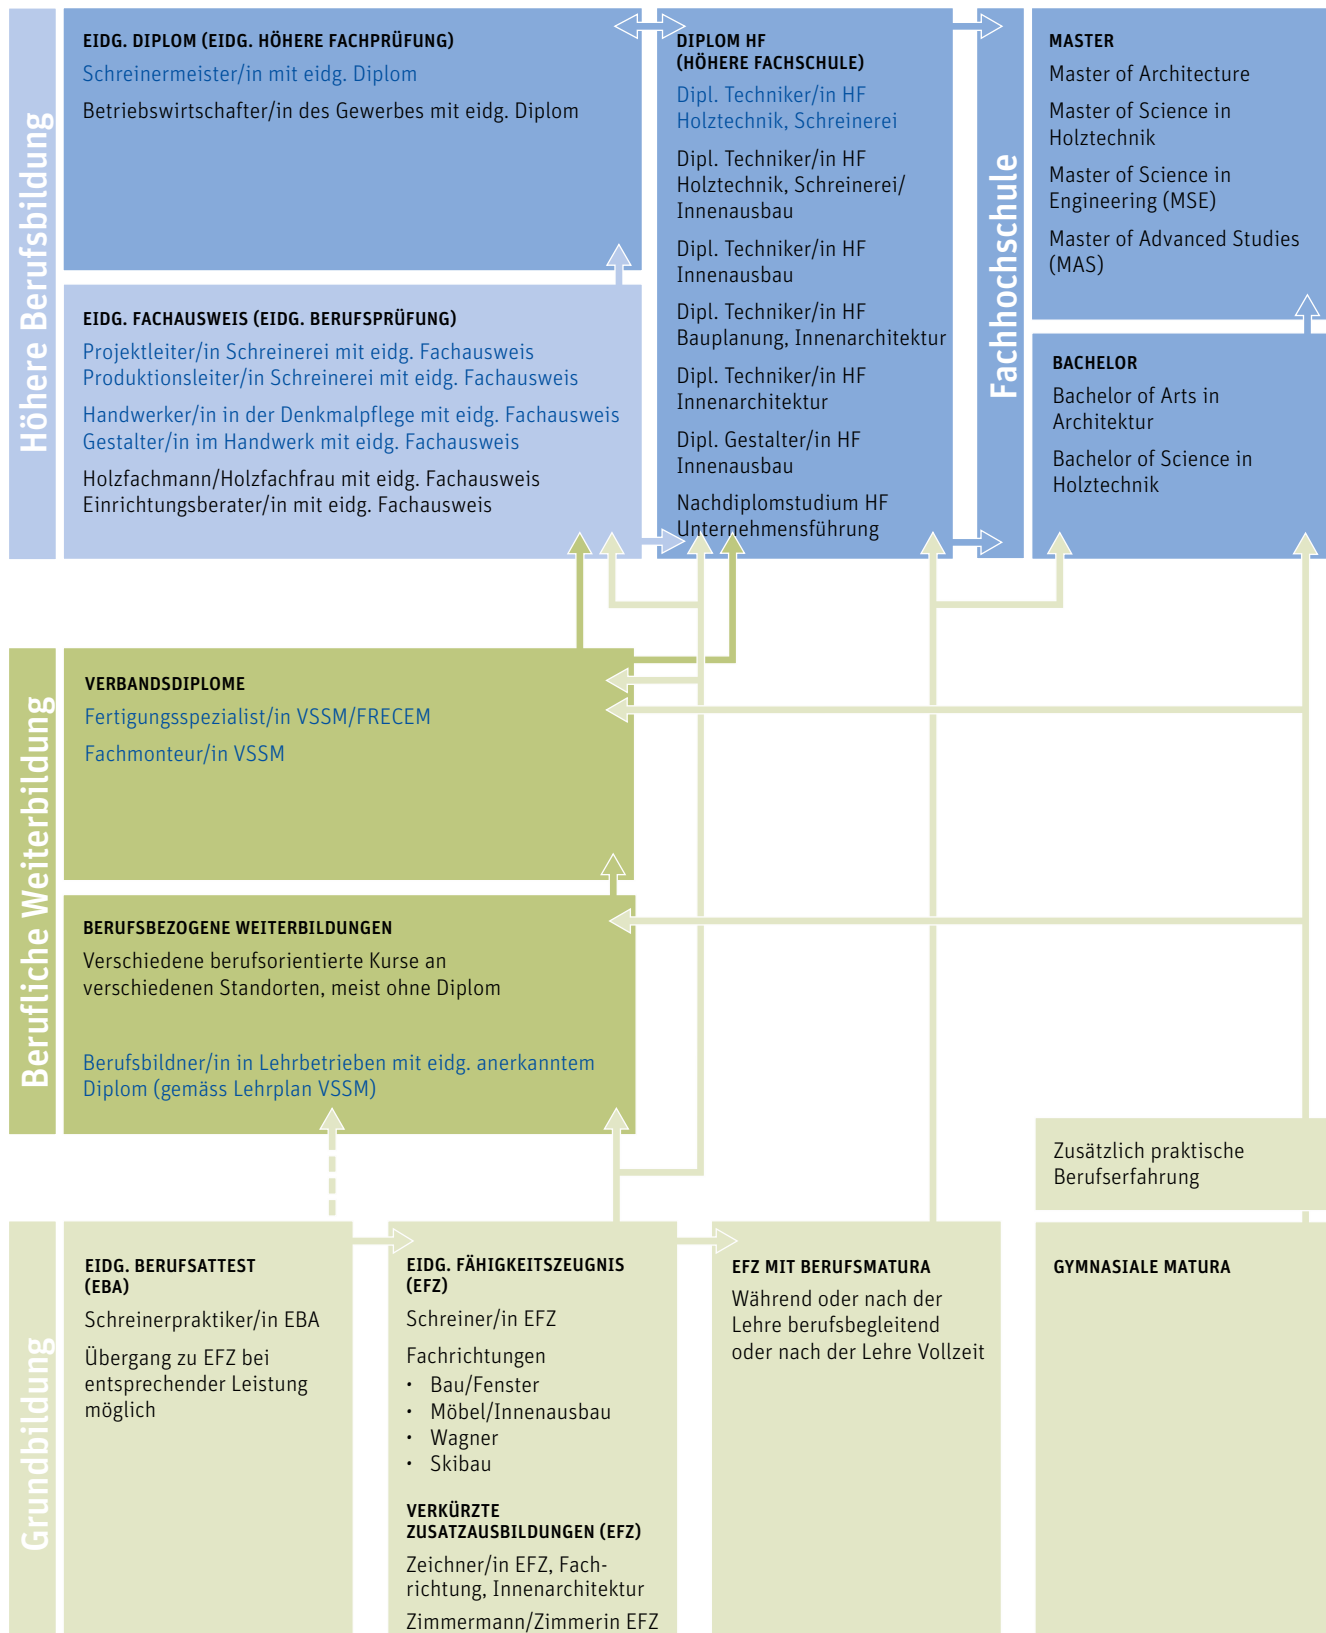 Höhere Berufsbildung
EIDG. DIPLOM (EIDG. HÖHERE FACHPRÜFUNG)
Schreinermeister/in mit eidg. Diplom
Betriebswirtschafter/in des Gewerbes mit eidg. Diplom
EIDG. FACHAUSWEIS (EIDG. BERUFSPRÜFUNG)
Projektleiter/in Schreinerei mit eidg. Fachausweis
Produktionsleiter/in Schreinerei mit eidg. Fachausweis
Handwerker/in in der Denkmalpflege mit eidg. Fachausweis
Gestalter/in im Handwerk mit eidg. Fachausweis
Holzfachmann/Holzfachfrau mit eidg. Fachausweis
Einrichtungsberater/in mit eidg. Fachausweis
DIPLOM HF
(HÖHERE FACHSCHULE)
Dipl. Techniker/in HF
Holztechnik, Schreinerei
Dipl. Techniker/in HF
Holztechnik, Schreinerei/
Innenausbau
Dipl. Techniker/in HF
Innenausbau
Dipl. Techniker/in HF
Bauplanung, Innenarchitektur
Dipl. Techniker/in HF
Innenarchitektur
Dipl. Gestalter/in HF
Innenausbau
Nachdiplomstudium HF
Unternehmensführung
Fachhochschule
MASTER
Master of Architecture
Master of Science in
Holztechnik
Master of Science in
Engineering (MSE)
Master of Advanced Studies
(MAS)
BACHELOR
Bachelor of Arts in
Architektur
Bachelor of Science in
Holztechnik
Berufliche Weiterbildung
VERBANDSDIPLOME
Fertigungsspezialist/in VSSM/FRECEM
Fachmonteur/in VSSM
BERUFSBEZOGENE WEITERBILDUNGEN
Verschiedene berufsorientierte Kurse an
verschiedenen Standorten, meist ohne Diplom
Berufsbildner/in in Lehrbetrieben mit eidg. anerkanntem
Diplom (gemäss Lehrplan VSSM)
Zusätzlich praktische
Berufserfahrung
Grundbildung
EIDG. BERUFSATTEST
(EBA)
Schreinerpraktiker/in EBA
Übergang zu EFZ bei
entsprechender Leistung
möglich
EIDG. FÄHIGKEITSZEUGNIS
(EFZ)
Schreiner/in EFZ
Fachrichtungen
• Bau/Fenster
• Möbel/Innenausbau
• Wagner
• Skibau
VERKÜRZTE
ZUSATZAUSBILDUNGEN (EFZ)
Zeichner/in EFZ, Fach-
richtung, Innenarchitektur
Zimmermann/Zimmerin EFZ
EFZ MIT BERUFSMATURA
Während oder nach der
Lehre berufsbegleitend
oder nach der Lehre Vollzeit
GYMNASIALE MATURA